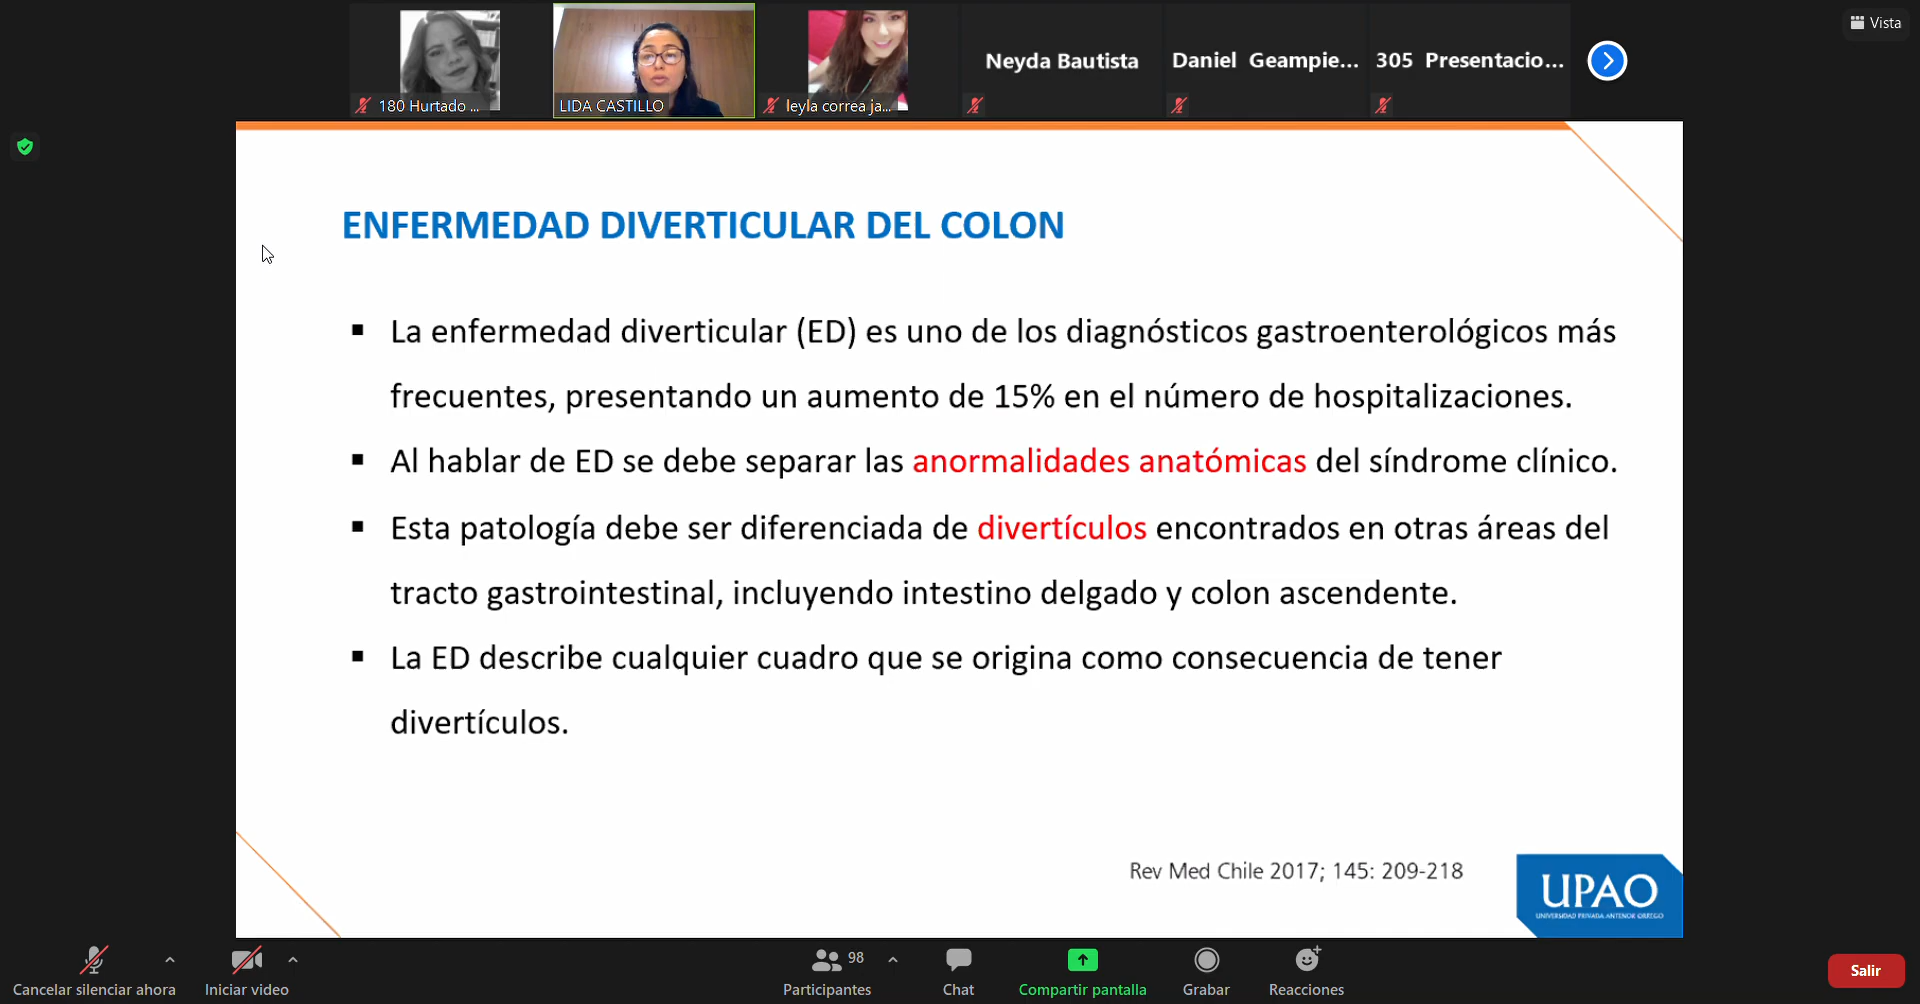 Vista
180 Hurtado ...
LIDA CASTILLO
leyla correa ja...
Neyda Bautista
Daniel Geampie...
305 Presentacio...
ENFERMEDAD DIVERTICULAR DEL COLON
▪ La enfermedad diverticular (ED) es uno de los diagnósticos gastroenterológicos más
frecuentes, presentando un aumento de 15% en el número de hospitalizaciones.
▪ Al hablar de ED se debe separar las anormalidades anatómicas del síndrome clínico.
▪ Esta patología debe ser diferenciada de divertículos encontrados en otras áreas del
tracto gastrointestinal, incluyendo intestino delgado y colon ascendente.
▪ La ED describe cualquier cuadro que se origina como consecuencia de tener
divertículos.
Rev Med Chile 2017; 145: 209-218
UPAO
UNIVERSIDAD PRIVADA ANTENOR ORREGO
Cancelar silenciar ahora
Iniciar video
98
Participantes
Chat
Compartir pantalla
Grabar
Reacciones
Salir